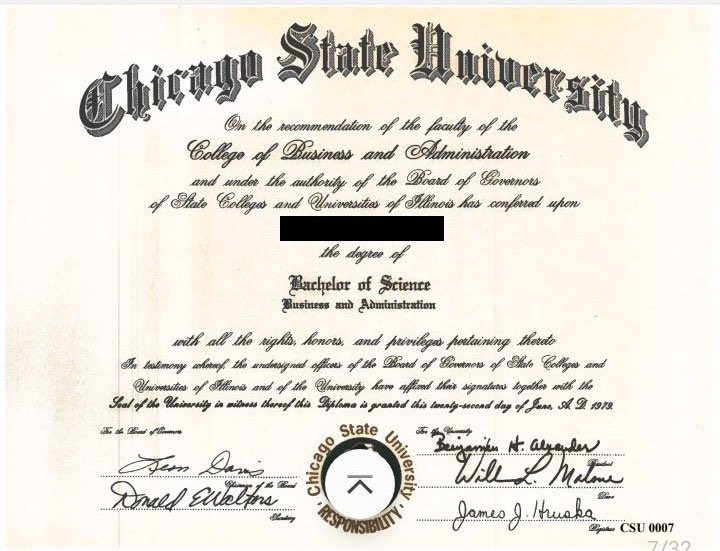 Chicago State University
On the recommendation of the faculty of the
College of Business and Administration
and under the authority of the Board of Governors
of State Colleges and Universities of Illinois has conferred upon
the degree of
Bachelor of Science
Business and Administration
with all the rights, honors, and privileges pertaining thereto
In testimony whereof, the undersigned officers of the Board of Governors of State Colleges and
Universities of Illinois and of the University have affixed their signatures together with the
Seal of the University in witness thereof this Diploma is granted this twenty-second day of June, A. D. 1979.
For the Board of Governors
Leon Davis
Chairman of the Board
Donald E Walters
Secretary
Chicago State University
RESPONSIBILITY
For the University
Benjamin H. Alexander
President
Will L. Malone
Dean
James J. Hruska
Registrar
CSU 0007
7/32